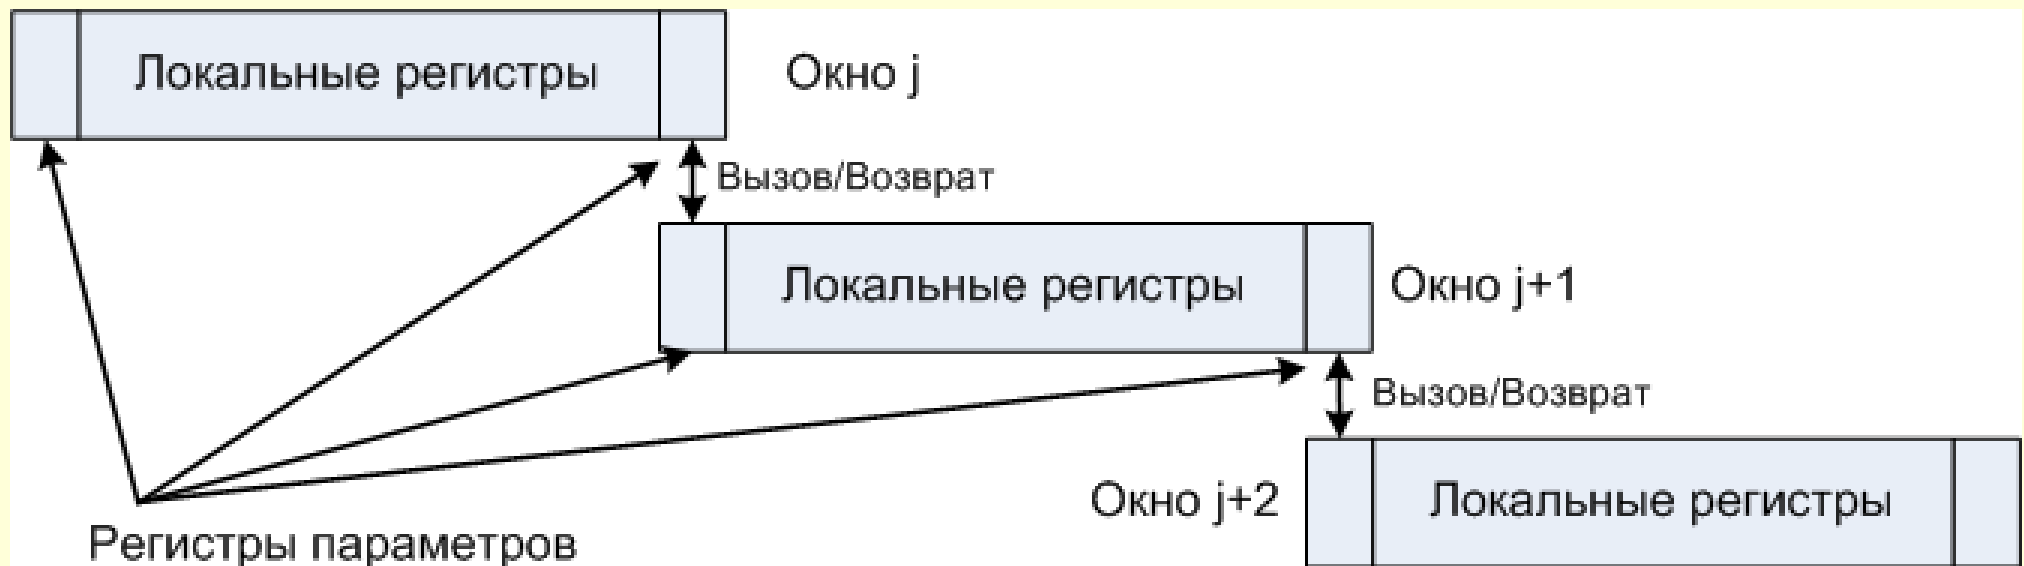 Локальные регистры
Окно j
Вызов/Возврат
Локальные регистры
Окно j+1
Вызов/Возврат
Окно j+2
Локальные регистры
Регистры параметров